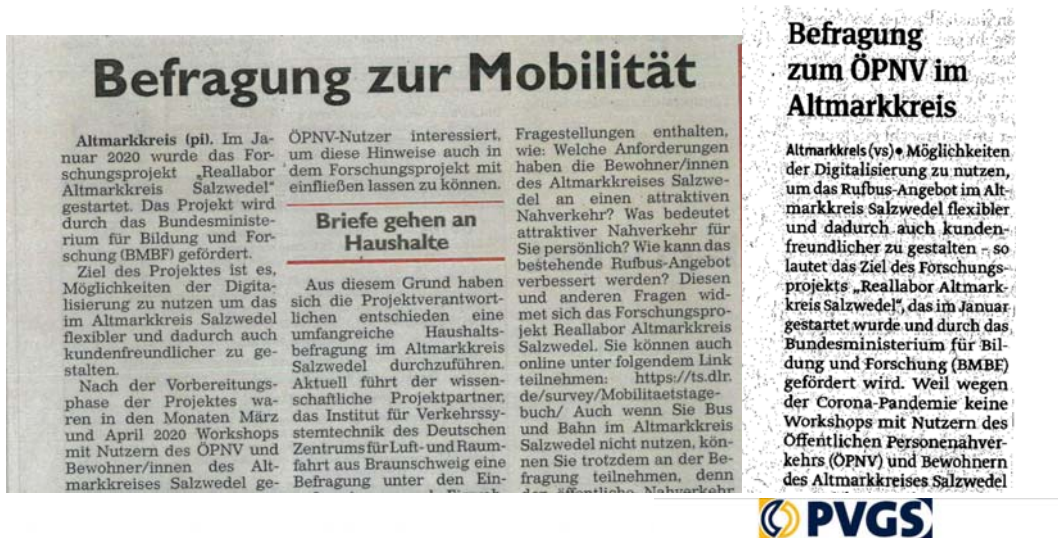 Befragung zur Mobilität
Altmarkkreis (pi). Im Ja-
nuar 2020 wurde das For-
schungsprojekt „Reallabor
Altmarkkreis Salzwedel"
gestartet. Das Projekt wird
durch das Bundesministe-
rium für Bildung und For-
schung (BMBF) gefördert.
Ziel des Projektes ist es,
Möglichkeiten der Digita-
lisierung zu nutzen um das
im Altmarkkreis Salzwedel
flexibler und dadurch auch
kundenfreundlicher zu ge-
stalten.
Nach der Vorbereitungs-
phase der Projektes wa-
ren in den Monaten März
und April 2020 Workshops
mit Nutzern des ÖPNV und
Bewohner/innen des Alt-
markkreises Salzwedel ge-
ÖPNV-Nutzer interessiert,
um diese Hinweise auch in
dem Forschungsprojekt mit
einfließen lassen zu können.
Briefe gehen an
Haushalte
Aus diesem Grund haben
sich die Projektverantwort-
lichen entschieden eine
umfangreiche Haushalts-
befragung im Altmarkkreis
Salzwedel durchzuführen.
Aktuell führt der wissen-
schaftliche Projektpartner,
das Institut für Verkehrssy-
stemtechnik des Deutschen
Zentrums für Luft- und Raum-
fahrt aus Braunschweig eine
Befragung unter den Ein-
Fragestellungen enthalten,
wie: Welche Anforderungen
haben die Bewohner/innen
des Altmarkkreises Salzwe-
del an einen attraktiven
Nahverkehr? Was bedeutet
attraktiver Nahverkehr für
Sie persönlich? Wie kann das
bestehende Rufbus-Angebot
verbessert werden? Diesen
und anderen Fragen wid-
met sich das Forschungspro-
jekt Reallabor Altmarkkreis
Salzwedel. Sie können auch
online unter folgendem Link
teilnehmen: https://ts.dlr.
de/survey/Mobilitaetstage-
buch/ Auch wenn Sie Bus
und Bahn im Altmarkkreis
Salzwedel nicht nutzen, kön-
nen Sie trotzdem an der Be-
fragung teilnehmen, denn
den öffentliche Nahverkehr
Befragung
zum ÖPNV im
Altmarkkreis
Altmarkkreis (vs) • Möglichkeiten
der Digitalisierung zu nutzen,
um das Rufbus-Angebot im Alt-
markkreis Salzwedel flexibler
und dadurch auch kunden-
freundlicher zu gestalten – so
lautet das Ziel des Forschungs-
projekts „Reallabor Altmark-
kreis Salzwedel", das im Januar
gestartet wurde und durch das
Bundesministerium für Bil-
dung und Forschung (BMBF)
gefördert wird. Weil wegen
der Corona-Pandemie keine
Workshops mit Nutzern des
Öffentlichen Personennahver-
kehrs (ÖPNV) und Bewohnern
des Altmarkkreises Salzwedel
PVGS